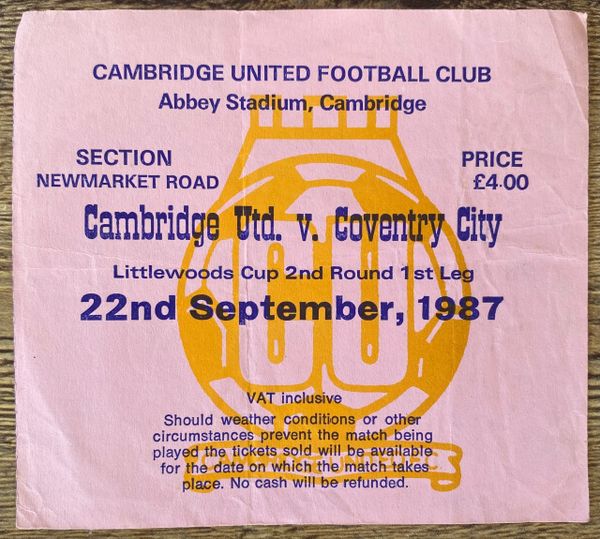 CAMBRIDGE UNITED FOOTBALL CLUB
Abbey Stadium, Cambridge
SECTION
NEWMARKET ROAD
PRICE
£4·00
Cambridge Utd. v. Coventry City
Littlewoods Cup 2nd Round 1st Leg
22nd September, 1987
VAT inclusive
Should weather conditions or other
circumstances prevent the match being
played the tickets sold will be available
for the date on which the match takes
place. No cash will be refunded.